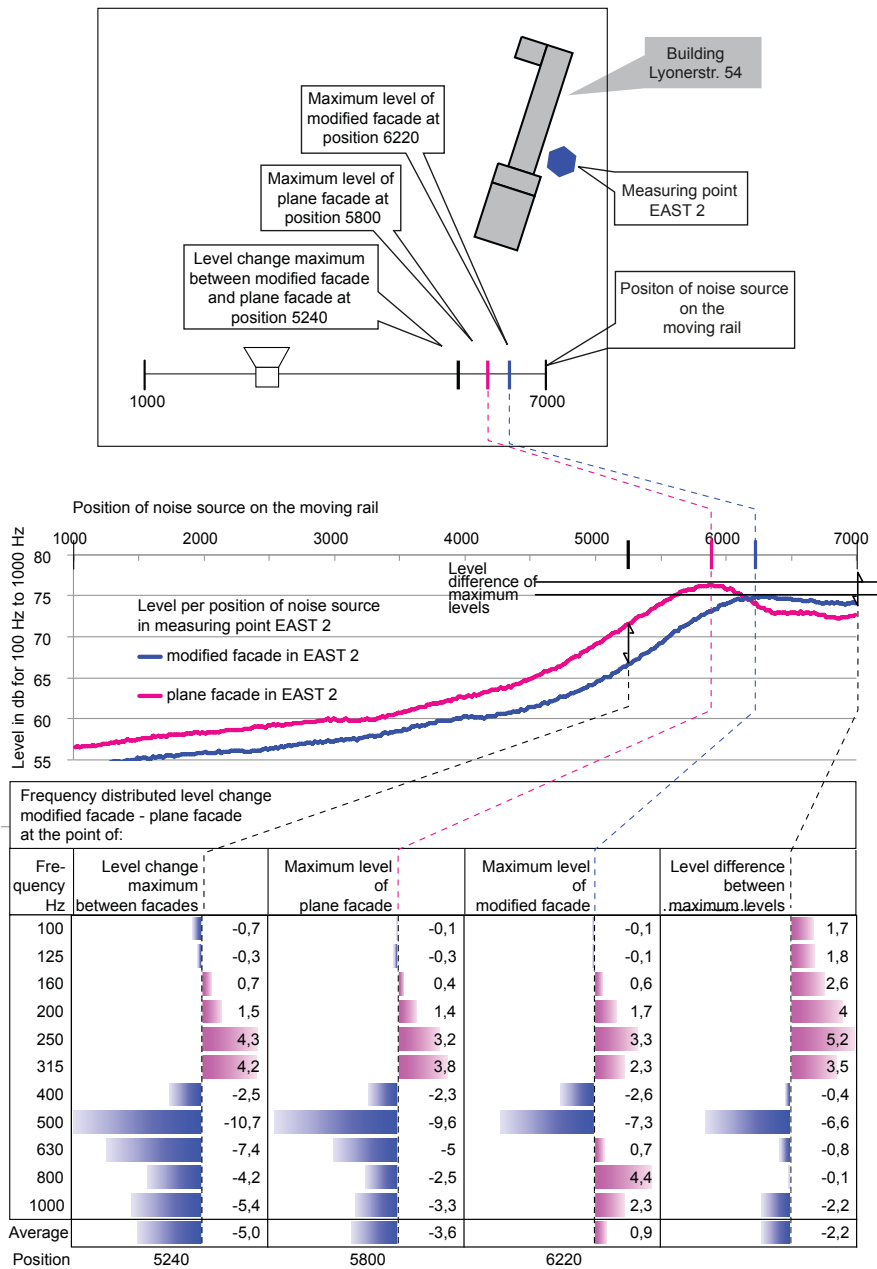 Building
Lyonerstr. 54
Maximum level of
modified facade at
position 6220
Maximum level of
plane facade at
position 5800
Measuring point
EAST 2
Level change maximum
between modified facade
and plane facade at
position 5240
Positon of noise source
on the
moving rail
1000
7000
Position of noise source on the moving rail
1000 2000 3000 4000 5000 6000 7000
Level in db for 100 Hz to 1000 Hz
80
75
70
65
60
55
Level
difference of
maximum
levels
Level per position of noise source
in measuring point EAST 2
modified facade in EAST 2
plane facade in EAST 2
Frequency distributed level change
modified facade - plane facade
at the point of:
Fre-
quency
Hz
Level change
maximum
between facades
Maximum level
of
plane facade
Maximum level
of
modified facade
Level difference
between
maximum levels
100 -0,7 -0,1 -0,1 1,7
125 -0,3 -0,3 -0,1 1,8
160 0,7 0,4 0,6 2,6
200 1,5 1,4 1,7 4
250 4,3 3,2 3,3 5,2
315 4,2 3,8 2,3 3,5
400 -2,5 -2,3 -2,6 -0,4
500 -10,7 -9,6 -7,3 -6,6
630 -7,4 -5 0,7 -0,8
800 -4,2 -2,5 4,4 -0,1
1000 -5,4 -3,3 2,3 -2,2
Average -5,0 -3,6 0,9 -2,2
Position 5240 5800 6220